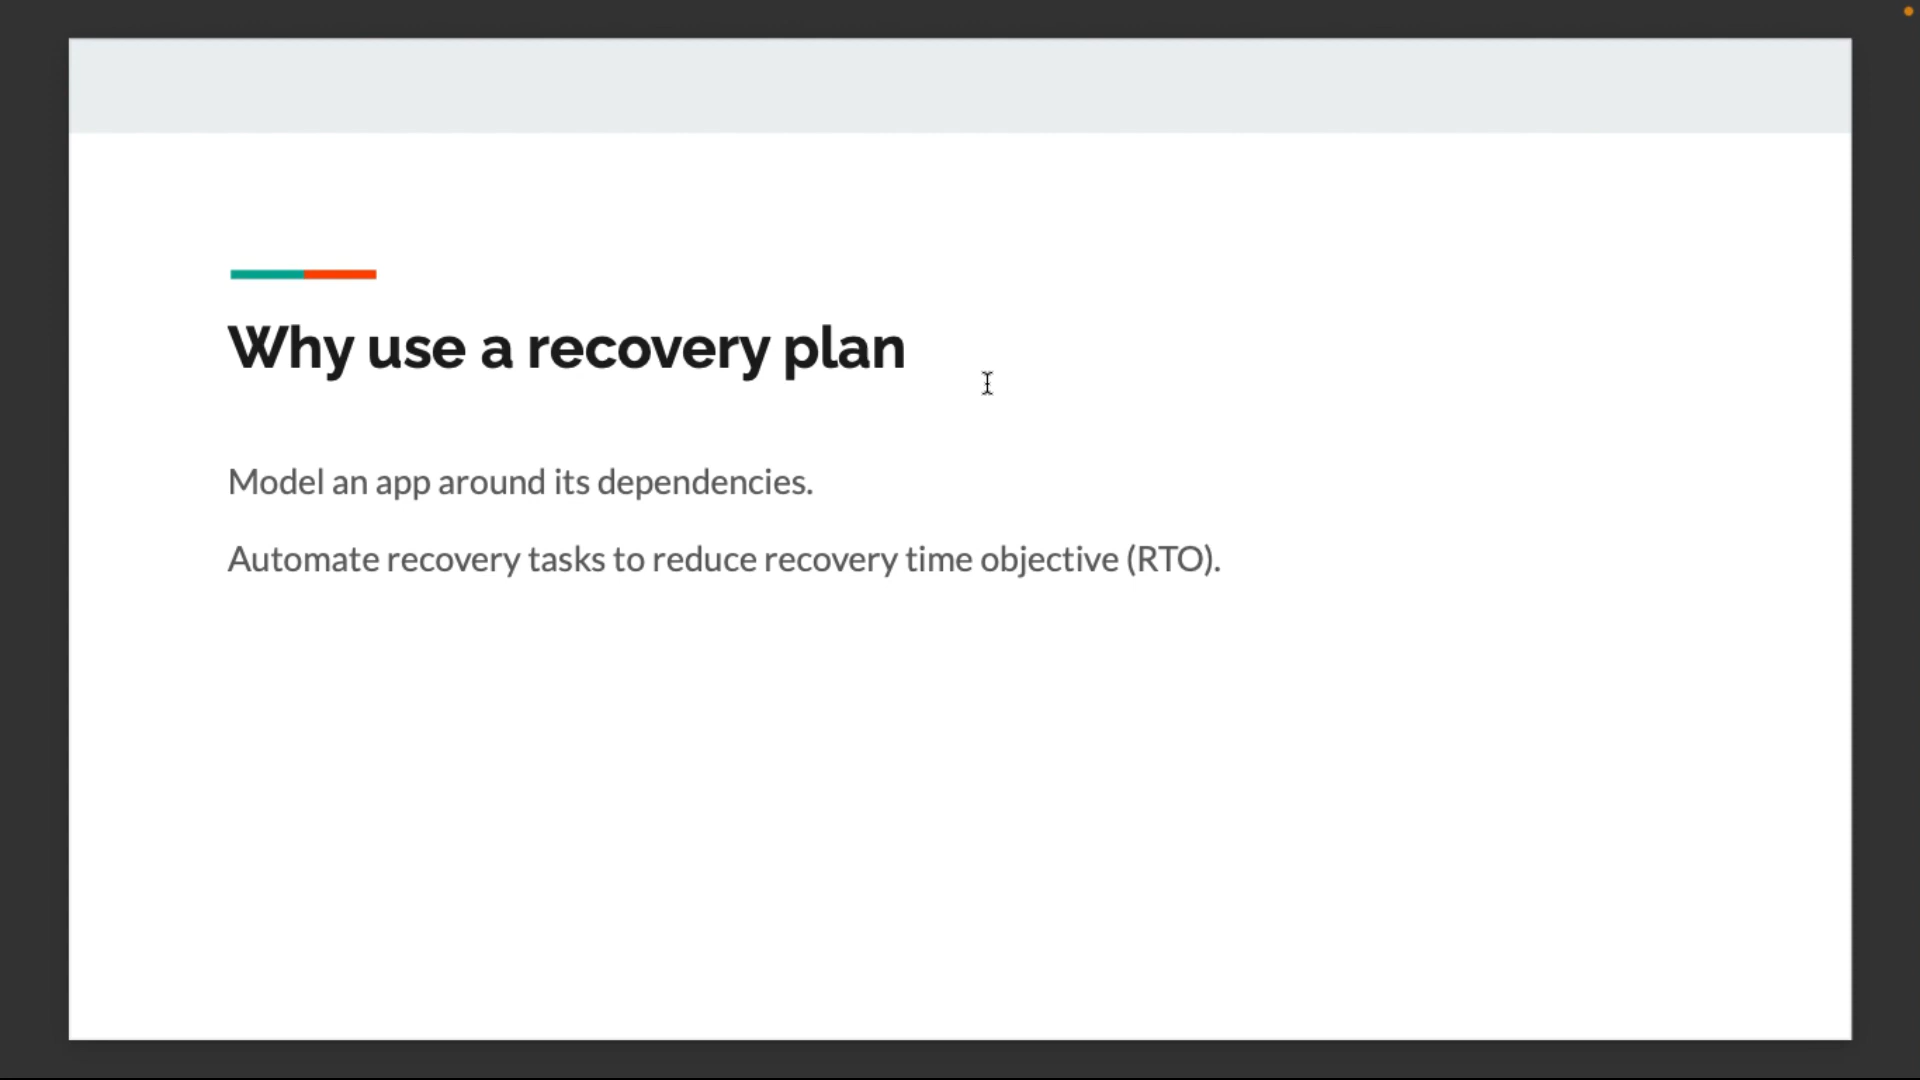 Why use a recovery plan
Model an app around its dependencies.
Automate recovery tasks to reduce recovery time objective (RTO).